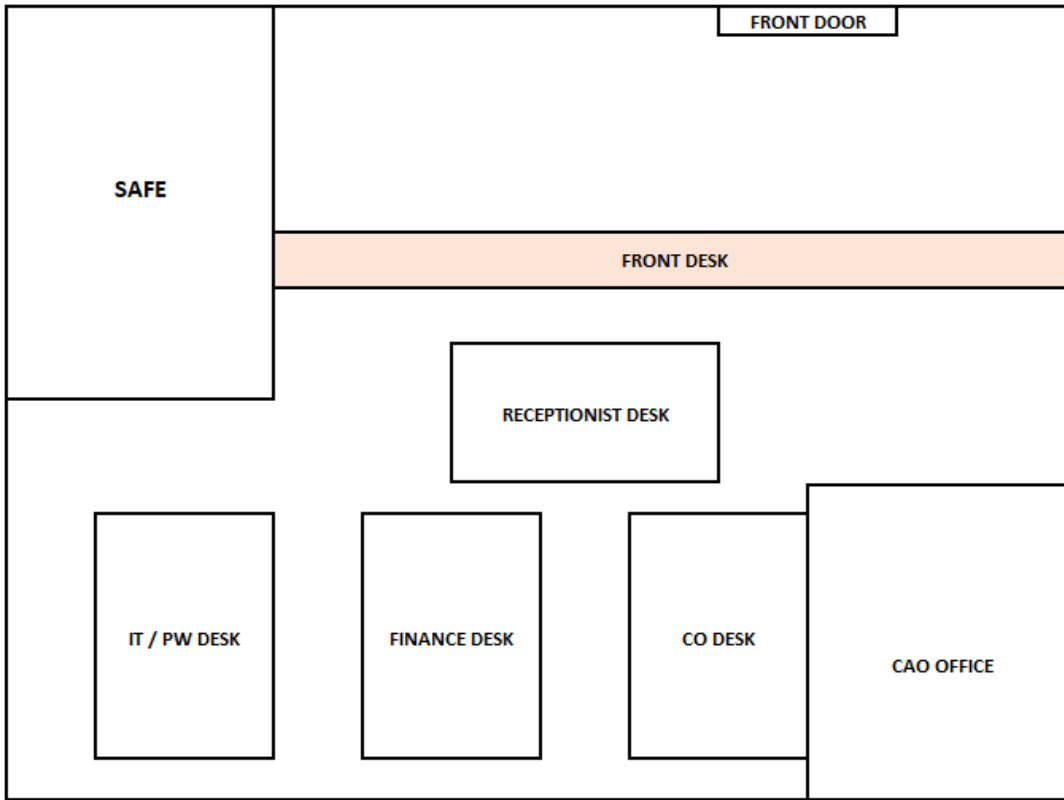 FRONT DOOR
SAFE
FRONT DESK
RECEPTIONIST DESK
IT / PW DESK
FINANCE DESK
CO DESK
CAO OFFICE